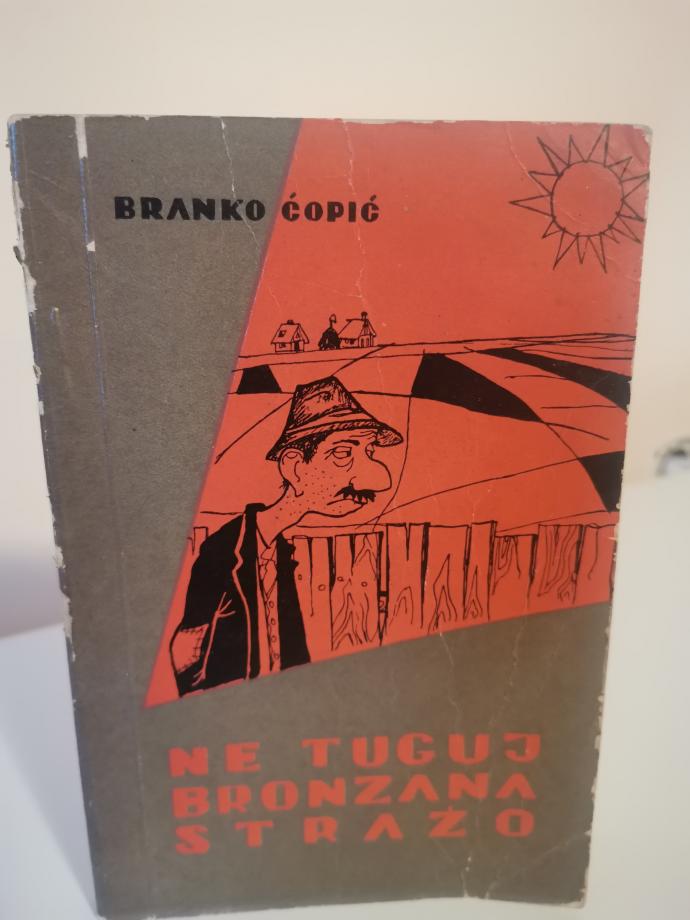 BRANKO ĆOPIĆ
NE TUGUJ
BRONZANA
STRAŽO